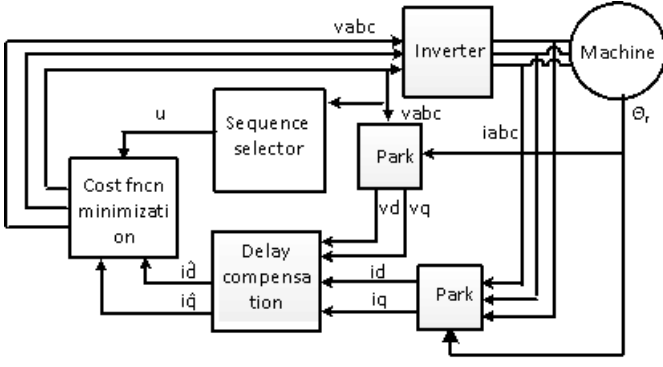 vabc
Inverter
Machine
Θr
u
Sequence
selector
vabc
iabc
Park
Cost fncn
minimizati
on
vd vq
Delay
compensa
tion
id̂
iq̂
id
iq
Park